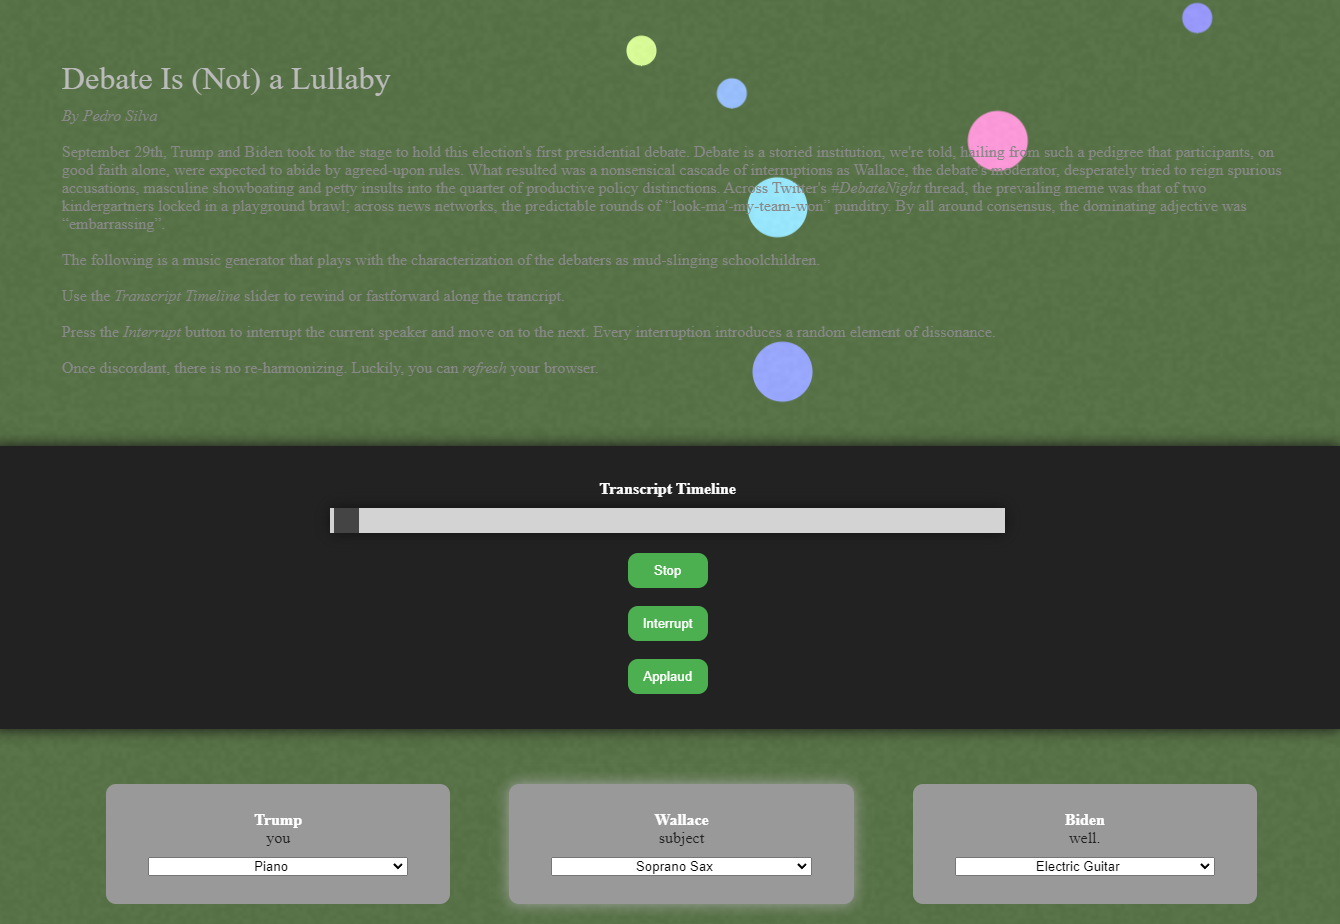 Debate Is (Not) a Lullaby
By Pedro Silva
September 29th, Trump and Biden took to the stage to hold this election's first presidential debate. Debate is a storied institution, we're told, hailing from such a pedigree that participants, on
good faith alone, were expected to abide by agreed-upon rules. What resulted was a nonsensical cascade of interruptions as Wallace, the debate's moderator, desperately tried to reign spurious
accusations, masculine showboating and petty insults into the quarter of productive policy distinctions. Across Twitter's #DebateNight thread, the prevailing meme was that of two
kindergartners locked in a playground brawl; across news networks, the predictable rounds of “look-ma'-my-team-won” punditry. By all around consensus, the dominating adjective was
“embarrassing”.
The following is a music generator that plays with the characterization of the debaters as mud-slinging schoolchildren.
Use the Transcript Timeline slider to rewind or fastforward along the trancript.
Press the Interrupt button to interrupt the current speaker and move on to the next. Every interruption introduces a random element of dissonance.
Once discordant, there is no re-harmonizing. Luckily, you can refresh your browser.
Transcript Timeline
Stop
Interrupt
Applaud
Trump
you
Piano
Wallace
subject
Soprano Sax
Biden
well.
Electric Guitar